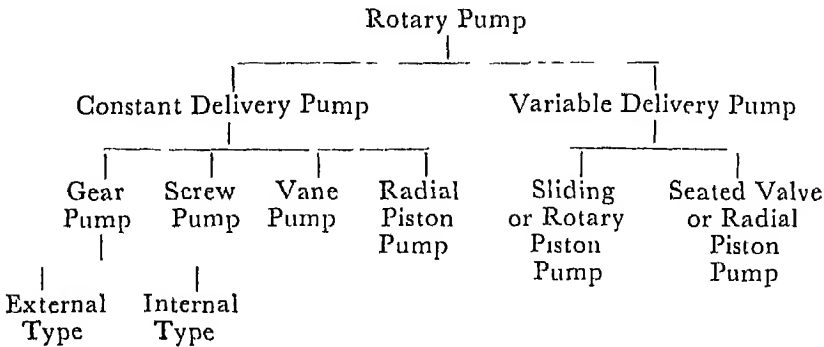 Rotary Pump
Constant Delivery Pump Variable Delivery Pump
Gear Screw Vane Radial Sliding Seated Valve
Pump Pump Pump Piston or Rotary or Radial
Pump Piston Piston
Pump Pump
External Internal
Type Type